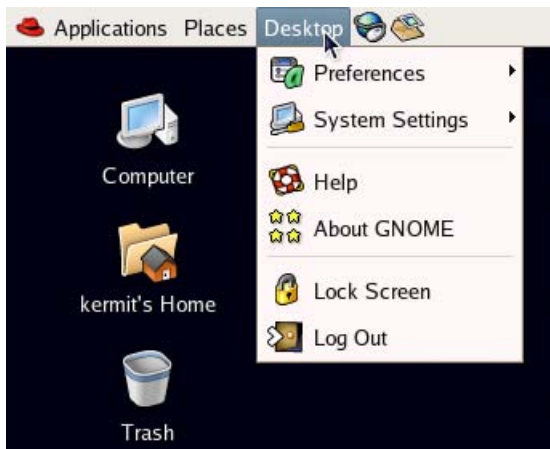 Applications Places Desktop
Preferences
System Settings
Computer
Help
About GNOME
kermit's Home
Lock Screen
Log Out
Trash